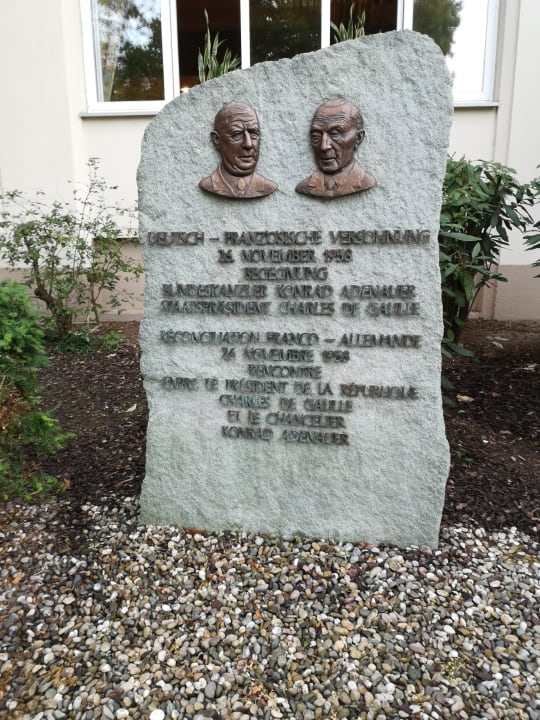 DEUTSCH – FRANZÖSISCHE VERSÖHNUNG
26. NOVEMBER 1958
BEGEGNUNG
BUNDESKANZLER KONRAD ADENAUER
STAATSPRÄSIDENT CHARLES DE GAULLE
RÉCONCILIATION FRANCO – ALLEMANDE
26 NOVEMBRE 1958
RENCONTRE
ENTRE LE PRÉSIDENT DE LA RÉPUBLIQUE
CHARLES DE GAULLE
ET LE CHANCELIER
KONRAD ADENAUER